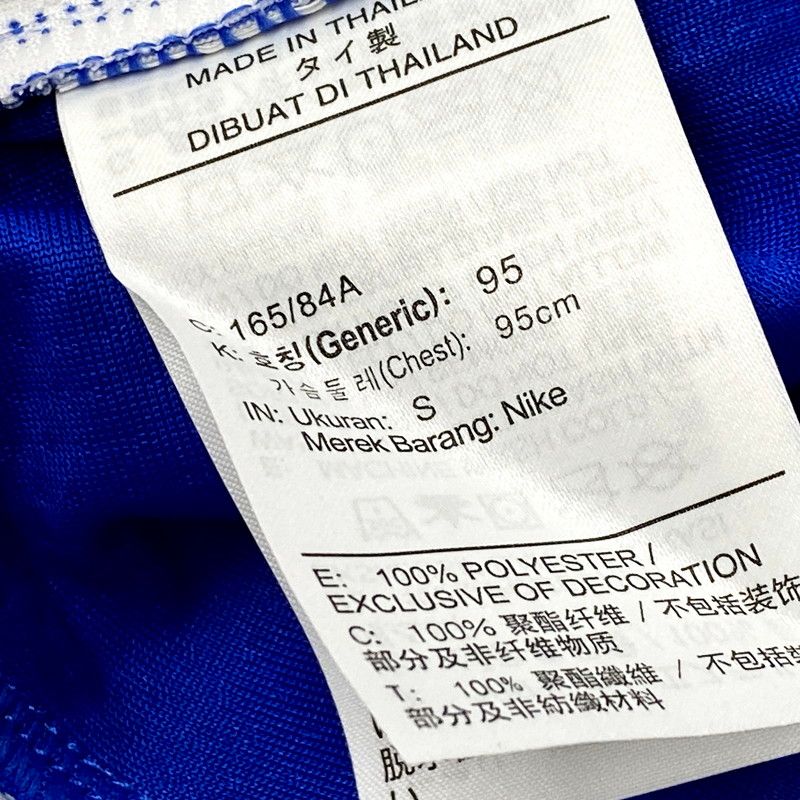 MADE IN THAILAND
タイ製
DIBUAT DI THAILAND
C: 165/84A
K: 호칭(Generic): 95
가슴둘레(Chest): 95cm
IN: Ukuran: S
Merek Barang: Nike
E: 100% POLYESTER /
EXCLUSIVE OF DECORATION
C: 100% 聚酯纤维 / 不包括装饰
部分及非纤维物质
T: 100% 聚酯纖維 / 不包括裝
部分及非紡織材料